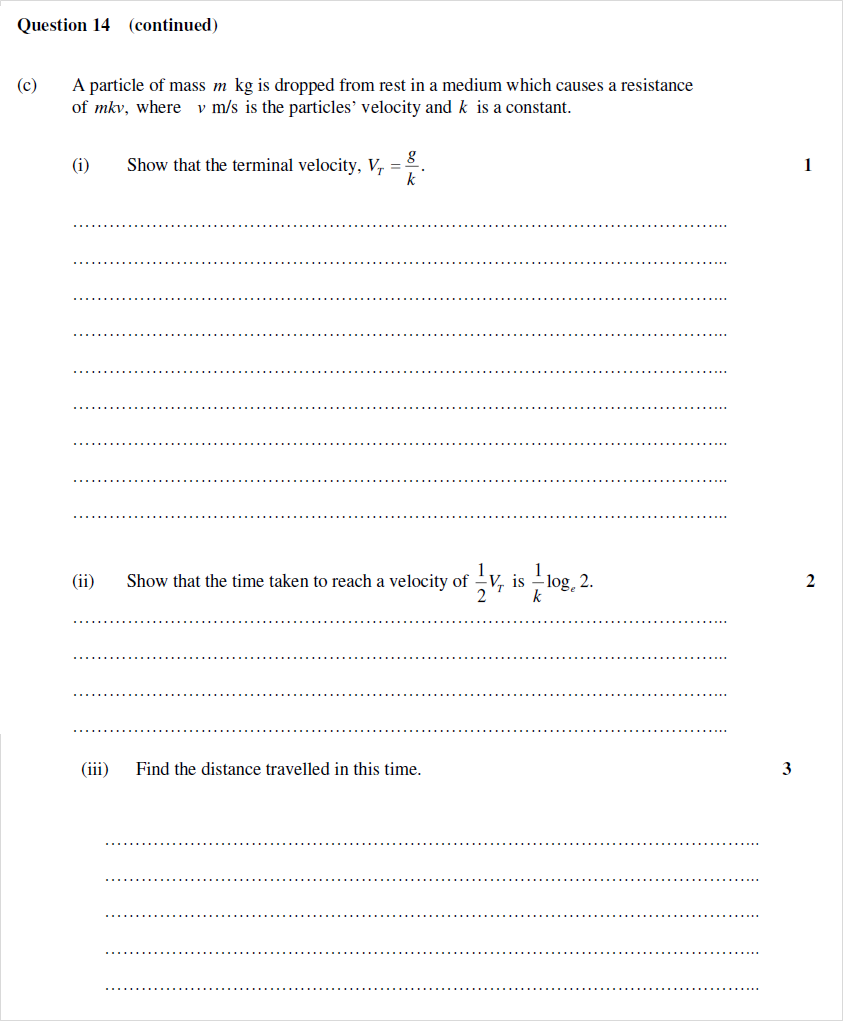 Question 14 (continued)
(c) A particle of mass m kg is dropped from rest in a medium which causes a resistance
of mkv, where v m/s is the particles’ velocity and k is a constant.
(i) Show that the terminal velocity, V_T = g/k. 1
(ii) Show that the time taken to reach a velocity of 1/2 V_T is 1/k log_e 2. 2
(iii) Find the distance travelled in this time. 3